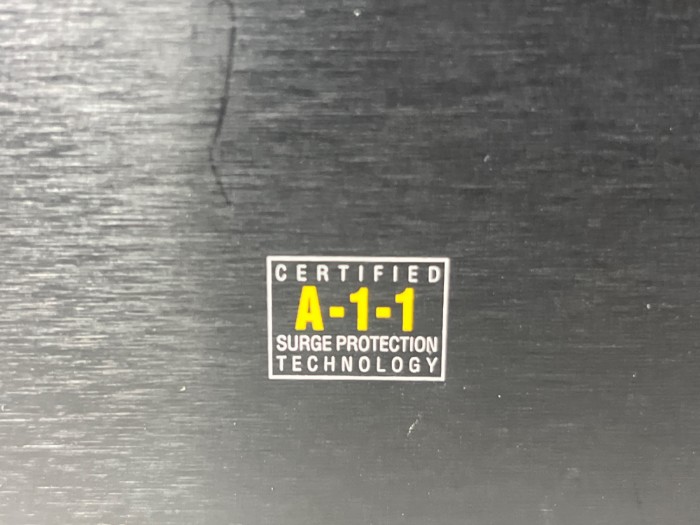 CERTIFIED
A-1-1
SURGE PROTECTION
TECHNOLOGY